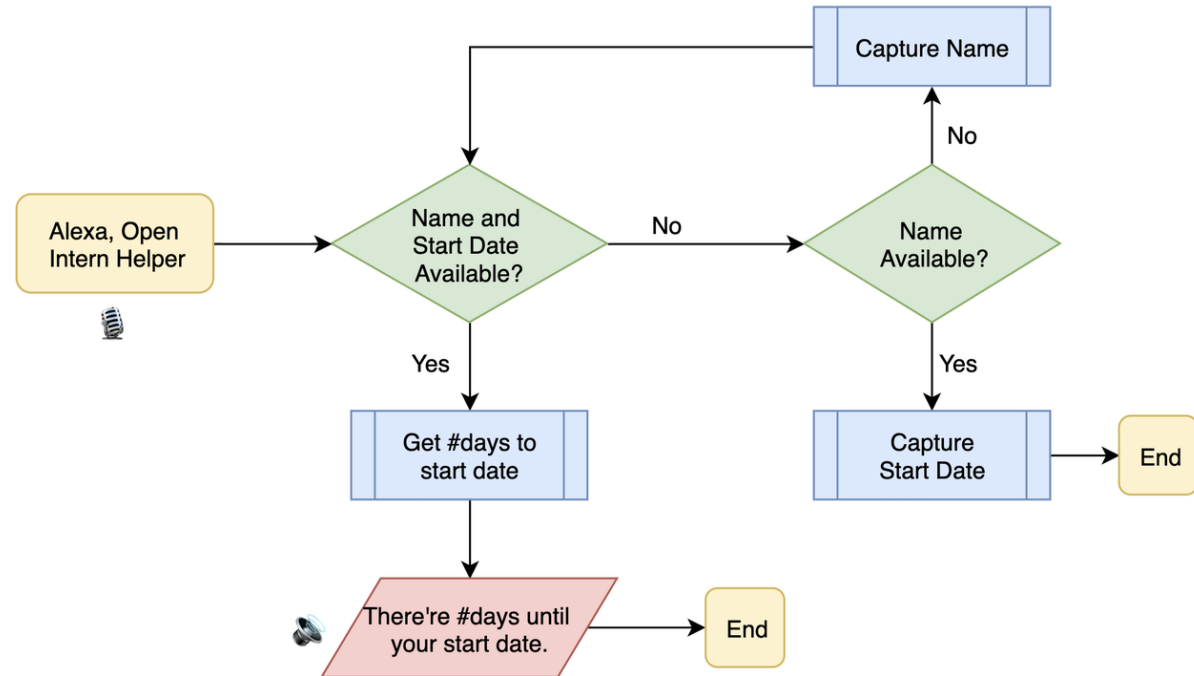 Capture Name
No
Alexa, Open
Intern Helper
Name and
Start Date
Available?
No
Name
Available?
Yes
Yes
Get #days to
start date
Capture
Start Date
End
There're #days until
your start date.
End